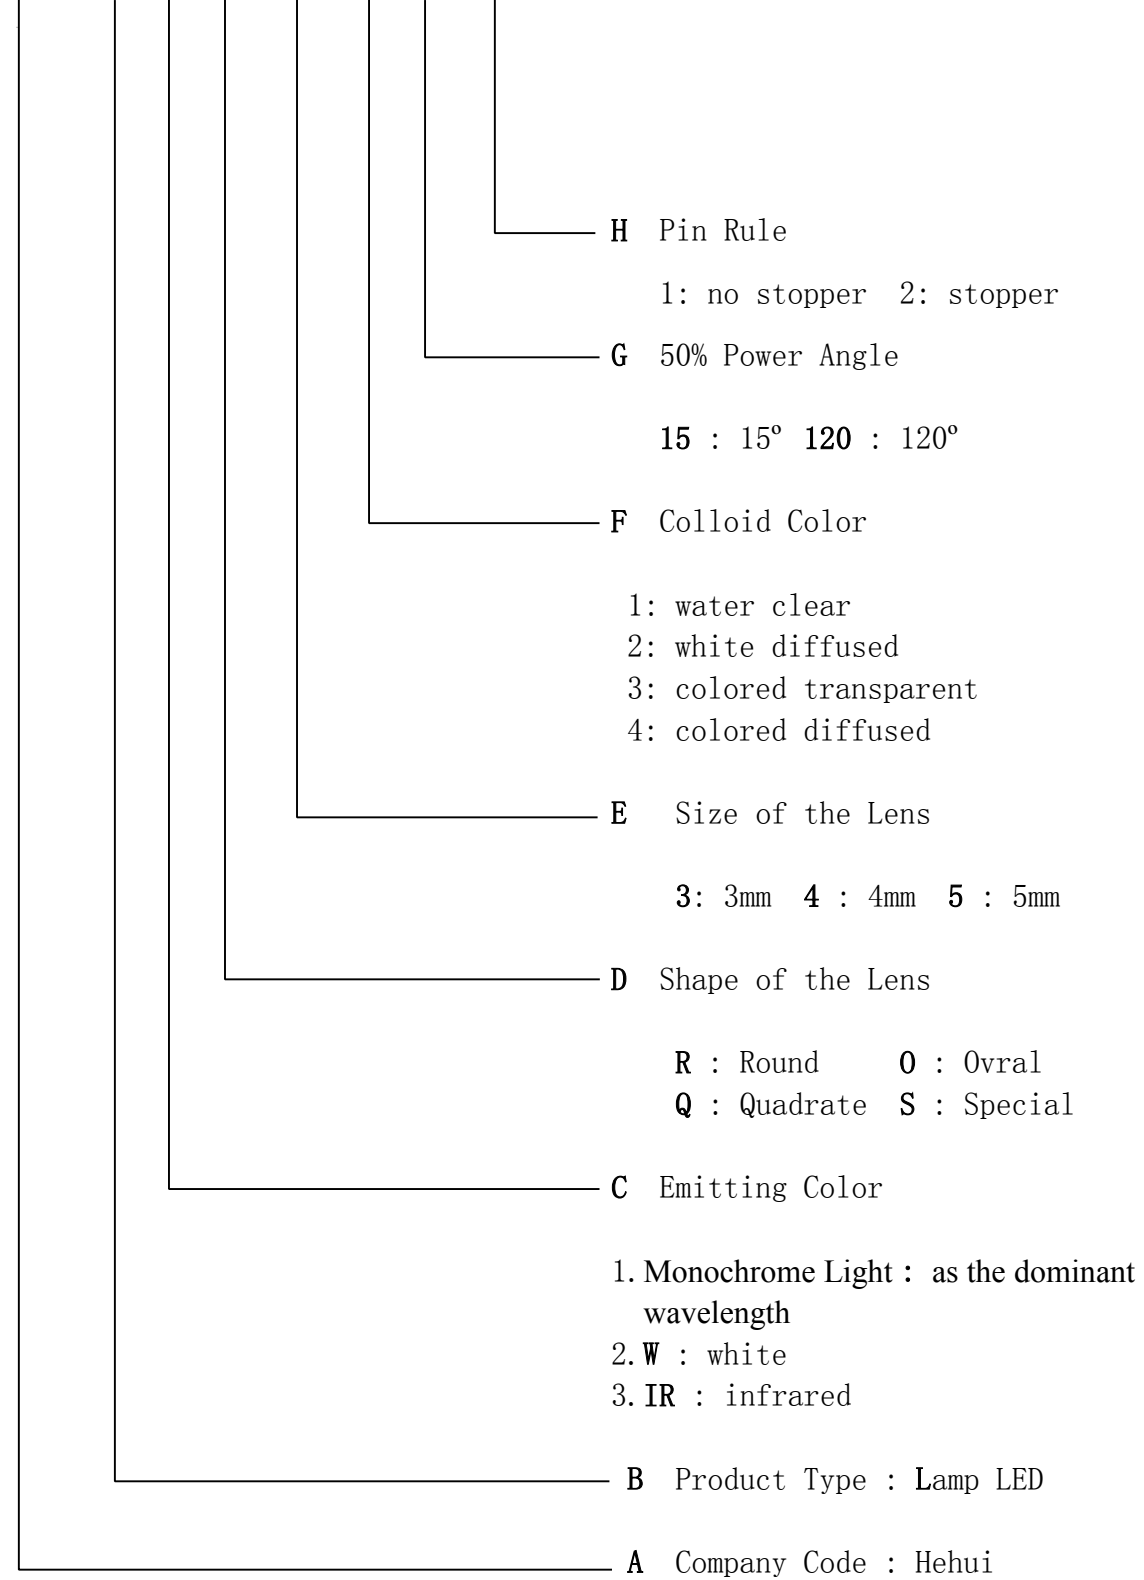 H Pin Rule
1: no stopper 2: stopper
G 50% Power Angle
15 : 15º 120 : 120º
F Colloid Color
1: water clear
2: white diffused
3: colored transparent
4: colored diffused
E Size of the Lens
3: 3mm 4 : 4mm 5 : 5mm
D Shape of the Lens
R : Round O : Ovral
Q : Quadrate S : Special
C Emitting Color
1. Monochrome Light： as the dominant
wavelength
2. W : white
3. IR : infrared
B Product Type : Lamp LED
A Company Code : Hehui